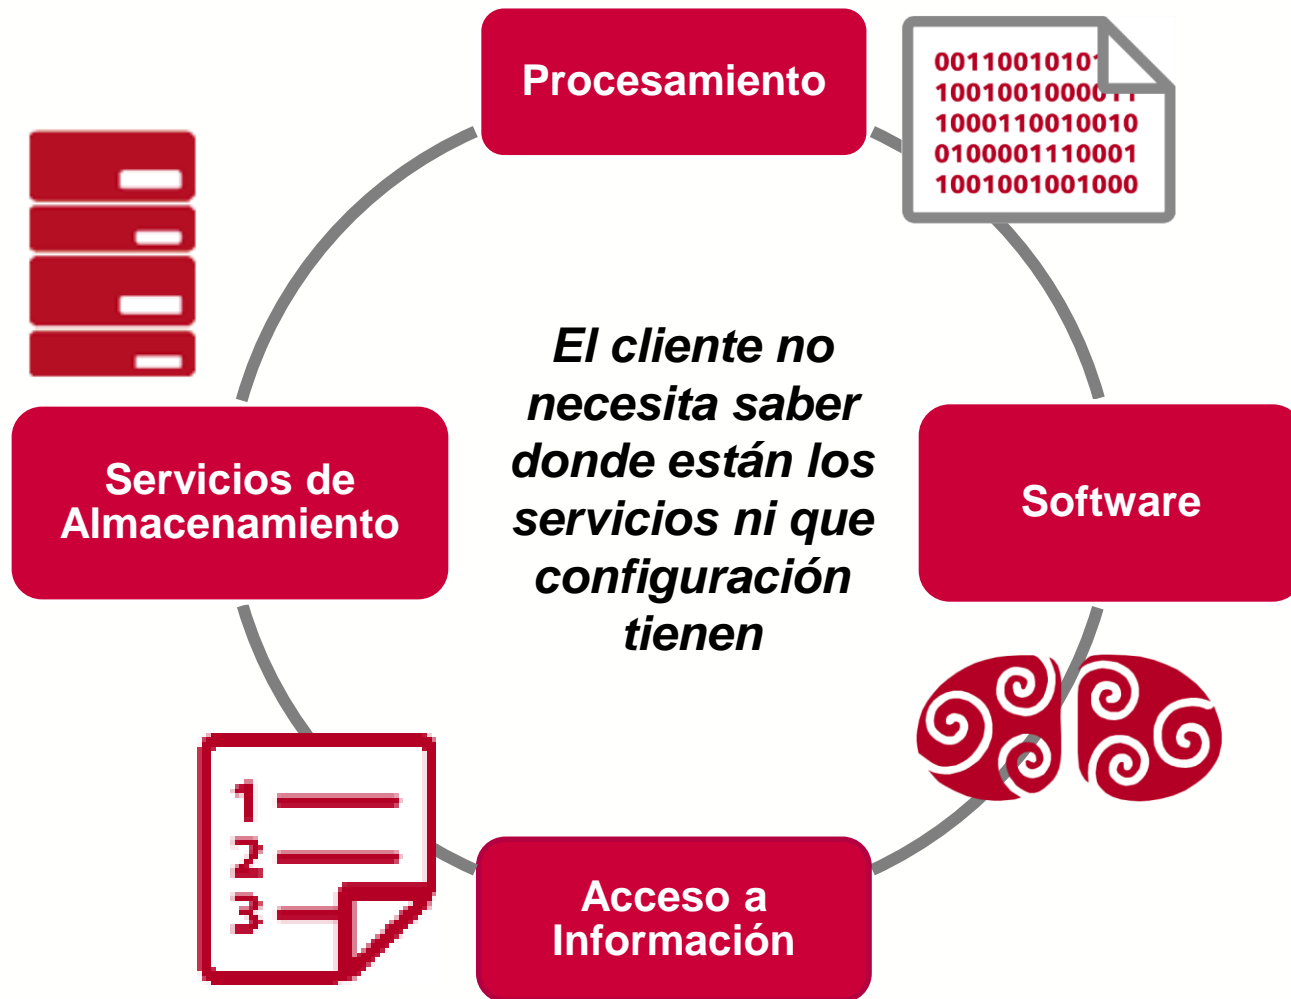 Procesamiento
0011001010
1001001000011
1000110010010
0100001110001
1001001001000
El cliente no
necesita saber
donde están los
servicios ni que
configuración
tienen
Servicios de
Almacenamiento
Software
1
2
3
Acceso a
Información